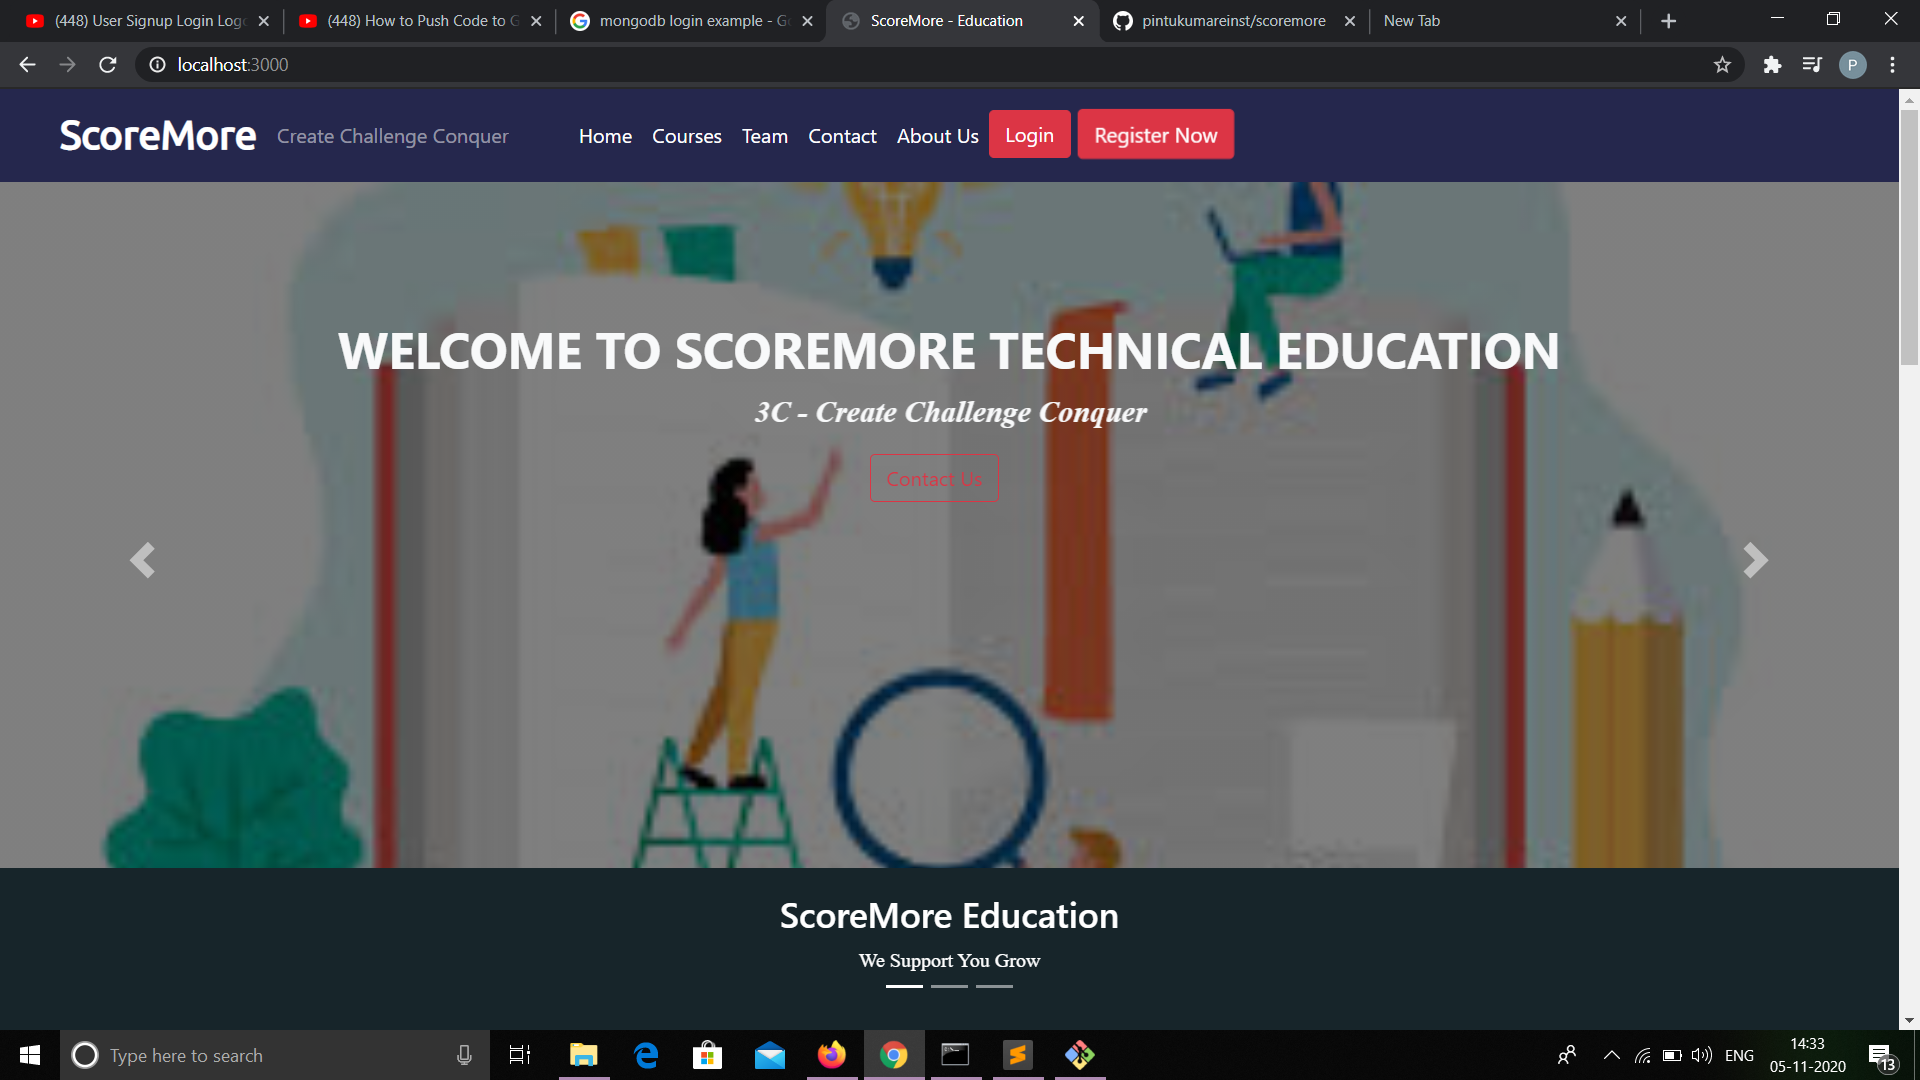 (448) User Signup Login Logo
(448) How to Push Code to G
mongodb login example - Go
ScoreMore - Education
pintukumareinst/scoremore
New Tab
localhost:3000
P
ScoreMore
Create Challenge Conquer
Home
Courses
Team
Contact
About Us
Login
Register Now
WELCOME TO SCOREMORE TECHNICAL EDUCATION
3C - Create Challenge Conquer
Contact Us
ScoreMore Education
We Support You Grow
Type here to search
ENG
14:33
05-11-2020
13